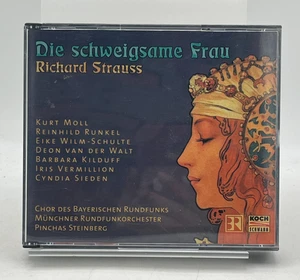 Die schweigsame Frau
Richard Strauss
Kurt Moll
Reinhild Runkel
Eike Wilm-Schulte
Deon van der Walt
Barbara Kilduff
Iris Vermillion
Cyndia Sieden
Chor des Bayerischen Rundfunks
Münchner Rundfunkorchester
Pinchas Steinberg
BR
KOCH
SCHWANN